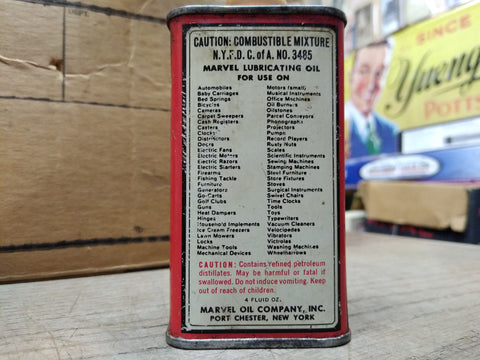 CAUTION: COMBUSTIBLE MIXTURE
N.Y.F.D. C. of A. NO. 3485
MARVEL LUBRICATING OIL
FOR USE ON
Automobiles
Baby Carriages
Bed Springs
Bicycles
Cameras
Carpet Sweepers
Cash Registers
Casters
Clocks
Distributors
Doors
Electric Fans
Electric Motors
Electric Razors
Electric Starters
Firearms
Fishing Tackle
Furniture
Generators
Go-Carts
Golf Clubs
Guns
Heat Dampers
Hinges
Household Implements
Ice Cream Freezers
Lawn Mowers
Locks
Machine Tools
Mechanical Devices
Motors (small)
Musical Instruments
Office Machines
Oil Burners
Oilstones
Parcel Conveyors
Phonographs
Projectors
Pumps
Record Players
Rusty Nuts
Scales
Scientific Instruments
Sewing Machines
Stamping Machines
Steel Furniture
Store Fixtures
Stoves
Surgical Instruments
Swivel Chairs
Time Clocks
Tools
Toys
Typewriters
Vacuum Cleaners
Velocipedes
Vibrators
Victrolas
Washing Machines
Wheelbarrows
CAUTION: Contains refined petroleum
distillates. May be harmful or fatal if
swallowed. Do not induce vomiting. Keep
out of reach of children.
4 FLUID OZ.
MARVEL OIL COMPANY, INC.
PORT CHESTER, NEW YORK
SINCE
Yueng
POTTS